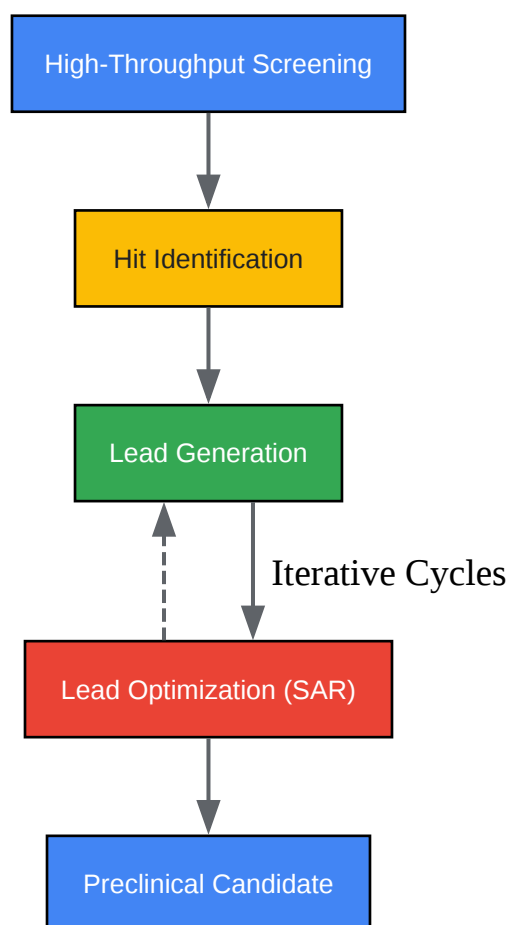 High-Throughput Screening
Hit Identification
Lead Generation
Iterative Cycles
Lead Optimization (SAR)
Preclinical Candidate